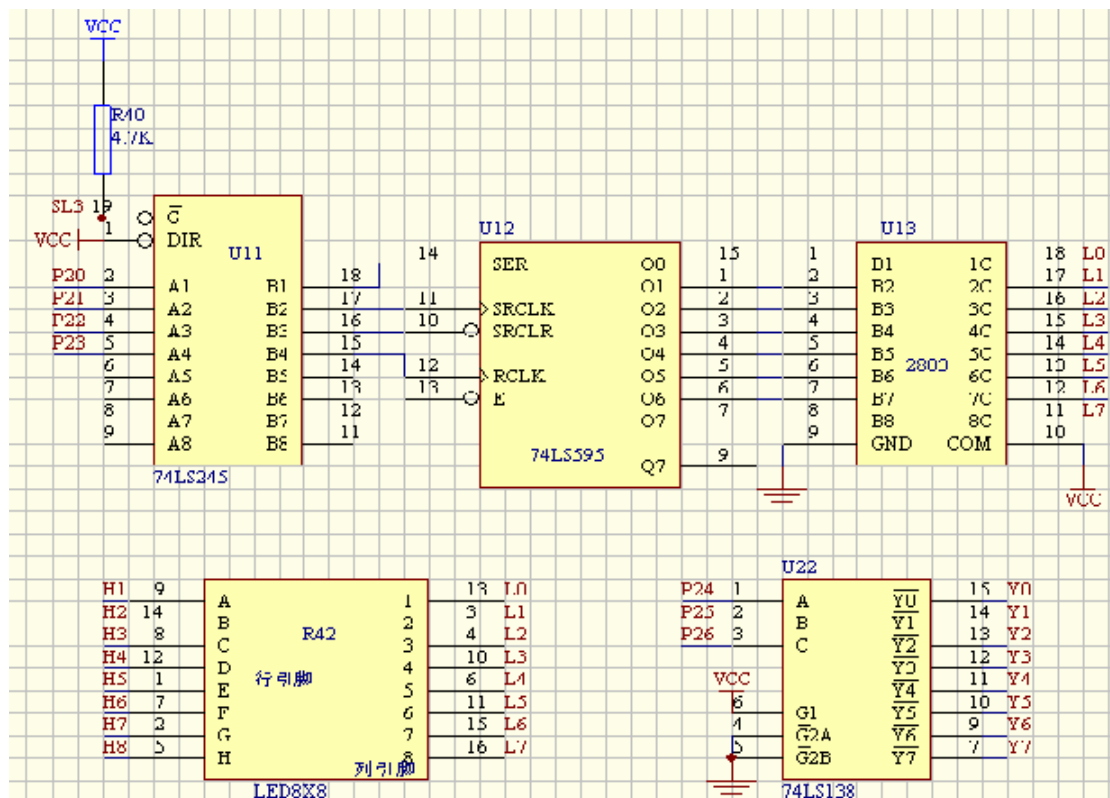 VCC
R40
4.7K
SL3 19
G
1
VCC
DIR
U11
P20 2 A1 B1 18
P21 3 A2 B2 17
P22 4 A3 B3 16
P23 5 A4 B4 15
6 A5 B5 14
7 A6 B6 13
8 A7 B7 12
9 A8 B8 11
74LS245
U12
14 SER O0 15
O1 1
11 SRCLK O2 2
10 SRCLR O3 3
O4 4
12 RCLK O5 5
13 E O6 6
O7 7
74LS595
Q7 9
U13
1 D1 1C 18 L0
2 B2 2C 17 L1
3 B3 3C 16 L2
4 B4 4C 15 L3
5 B5 5C 14 L4
6 B6 2803 6C 13 L5
7 B7 7C 12 L6
8 B8 8C 11 L7
9 GND COM 10
VCC
H1 9 A 1 13 L0
H2 14 B 2 3 L1
H3 8 C R42 3 4 L2
H4 12 D 4 10 L3
H5 1 E 行引脚 5 6 L4
H6 7 F 6 11 L5
H7 2 G 7 15 L6
H8 5 H 8 16 L7
列引脚
LED8X8
U22
P24 1 A Y0 15 Y0
P25 2 B Y1 14 Y1
P26 3 C Y2 13 Y2
Y3 12 Y3
VCC
Y4 11 Y4
6 G1 Y5 10 Y5
4 G2A Y6 9 Y6
5 G2B Y7 7 Y7
74LS138